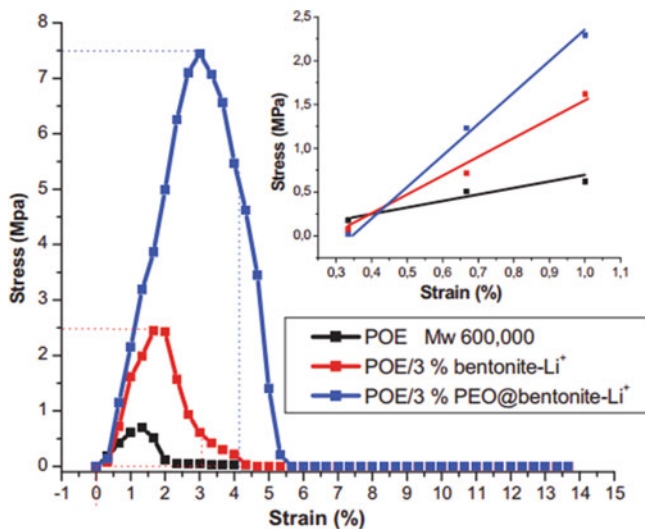 8
7
6
5
4
3
2
1
0
Stress (Mpa)
-1 0 1 2 3 4 5 6 7 8 9 10 11 12 13 14 15
Strain (%)
2,5
2,0
1,5
1,0
0,5
0,0
Stress (MPa)
0,3 0,4 0,5 0,6 0,7 0,8 0,9 1,0 1,1
Strain (%)
POE Mw 600,000
POE/3 % bentonite-Li⁺
POE/3 % PEO@bentonite-Li⁺